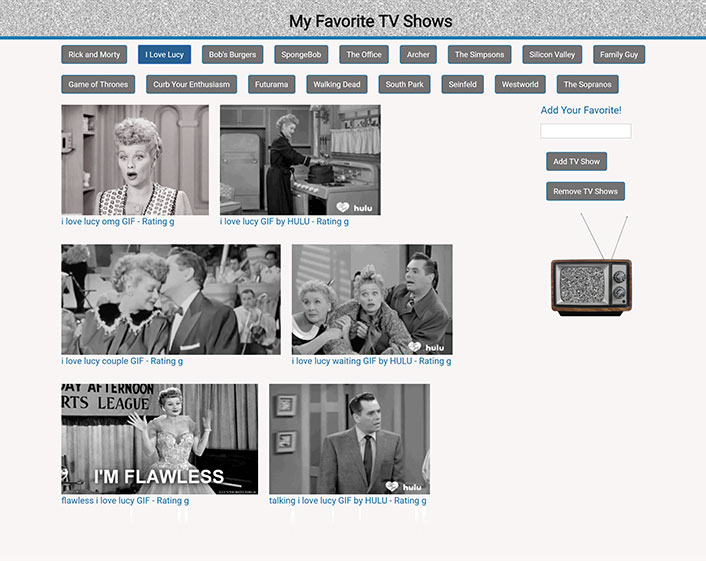 My Favorite TV Shows
Rick and Morty
I Love Lucy
Bob's Burgers
SpongeBob
The Office
Archer
The Simpsons
Silicon Valley
Family Guy
Game of Thrones
Curb Your Enthusiasm
Futurama
Walking Dead
South Park
Seinfeld
Westworld
The Sopranos
Add Your Favorite!
Add TV Show
Remove TV Shows
hulu
i love lucy omg GIF - Rating g
i love lucy GIF by HULU - Rating g
hulu
i love lucy couple GIF - Rating g
i love lucy waiting GIF by HULU - Rating g
AY AFTERNOON
RTS LEAGUE
I'M FLAWLESS
hulu
flawless i love lucy GIF - Rating g
talking i love lucy GIF by HULU - Rating g